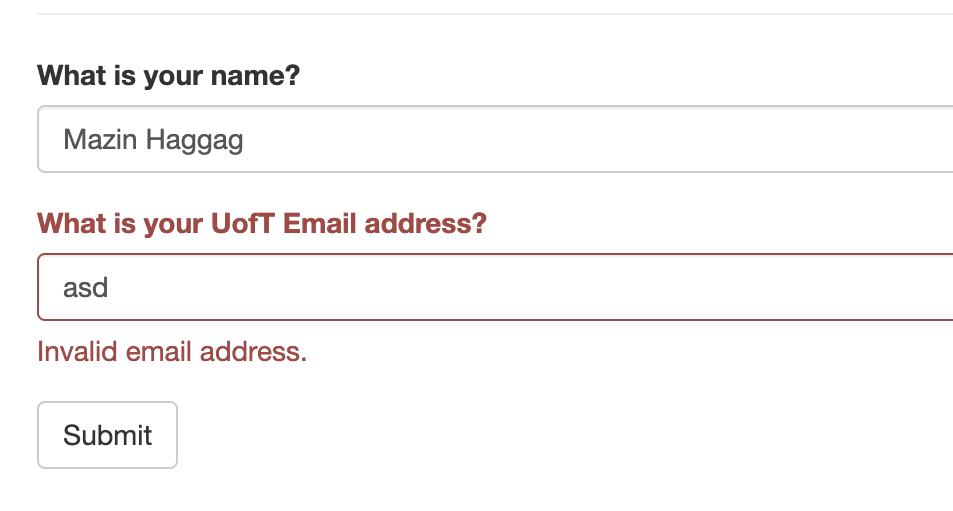 What is your name?
Mazin Haggag
What is your UofT Email address?
asd
Invalid email address.
Submit